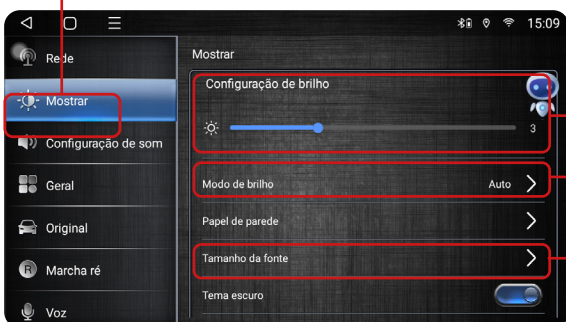 15:09
Rede
Mostrar
Configuração de som
Geral
Original
R Marcha ré
Voz
Mostrar
Configuração de brilho
3
Modo de brilho Auto
Papel de parede
Tamanho da fonte
Tema escuro